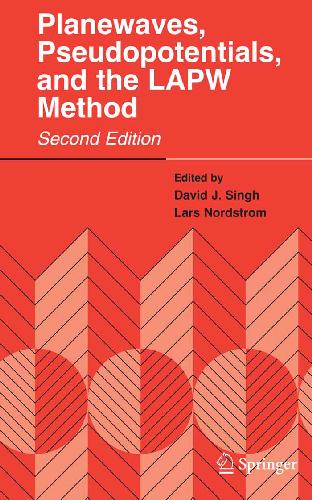 Planewaves,
Pseudopotentials,
and the LAPW
Method
Second Edition
Edited by
David J. Singh
Lars Nordstrom
Springer